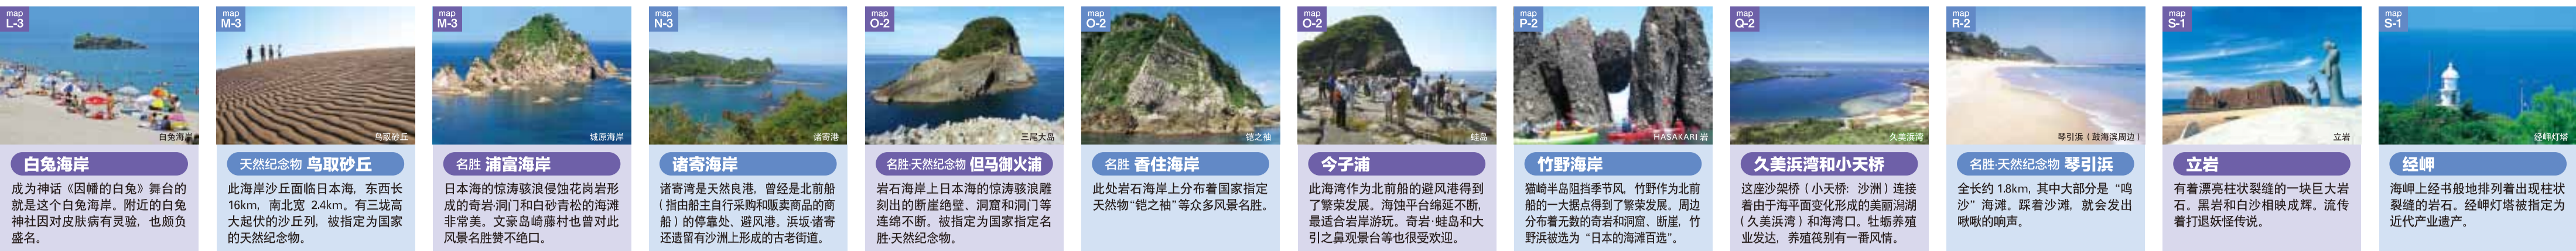 map
L-3
白兔海岸
白兔海岸
成为神话《因幡的白兔》舞台的
就是这个白兔海岸。附近的白兔
神社因对皮肤病有灵验，也颇负
盛名。
map
M-3
鸟取砂丘
天然纪念物 鸟取砂丘
此海岸沙丘面临日本海，东西长
16km，南北宽 2.4km。有三垅高
大起伏的沙丘列，被指定为国家
的天然纪念物。
map
M-3
城原海岸
名胜 浦富海岸
日本海的惊涛骇浪侵蚀花岗岩形
成的奇岩·洞门和白砂青松的海滩
非常美。文豪岛崎藤村也曾对此
风景名胜赞不绝口。
map
N-3
诸寄港
诸寄海岸
诸寄湾是天然良港，曾经是北前船
（指由船主自行采购和贩卖商品的商
船）的停靠处、避风港。浜坂·诸寄
还遗留有沙洲上形成的古老街道。
map
O-2
三尾大岛
名胜·天然纪念物 但马御火浦
岩石海岸上日本海的惊涛骇浪雕
刻出的断崖绝壁、洞窟和洞门等
连绵不断。被指定为国家指定名
胜·天然纪念物。
map
O-2
铠之袖
名胜 香住海岸
此处岩石海岸上分布着国家指定
天然物“铠之袖”等众多风景名胜。
map
O-2
蛙岛
今子浦
此海湾作为北前船的避风港得到
了繁荣发展。海蚀平台绵延不断，
最适合岩岸游玩。奇岩·蛙岛和大
引之鼻观景台等也很受欢迎。
map
P-2
HASAKARI 岩
竹野海岸
猫崎半岛阻挡季节风，竹野作为北前
船的一大据点得到了繁荣发展。周边
分布着无数的奇岩和洞窟、断崖，竹
野浜被选为“日本的海滩百选”。
map
Q-2
久美浜湾
久美浜湾和小天桥
这座沙架桥（小天桥：沙洲）连接
着由于海平面变化形成的美丽潟湖
（久美浜湾）和海湾口。牡蛎养殖
业发达，养殖筏别有一番风情。
map
R-2
琴引浜（鼓海滨周边）
名胜·天然纪念物 琴引浜
全长约 1.8km，其中大部分是“鸣
沙”海滩。踩着沙滩，就会发出
啾啾的响声。
map
S-1
立岩
立岩
有着漂亮柱状裂缝的一块巨大岩
石。黑岩和白沙相映成辉。流传
着打退妖怪传说。
map
S-1
经岬灯塔
经岬
海岬上经书般地排列着出现柱状
裂缝的岩石。经岬灯塔被指定为
近代产业遗产。